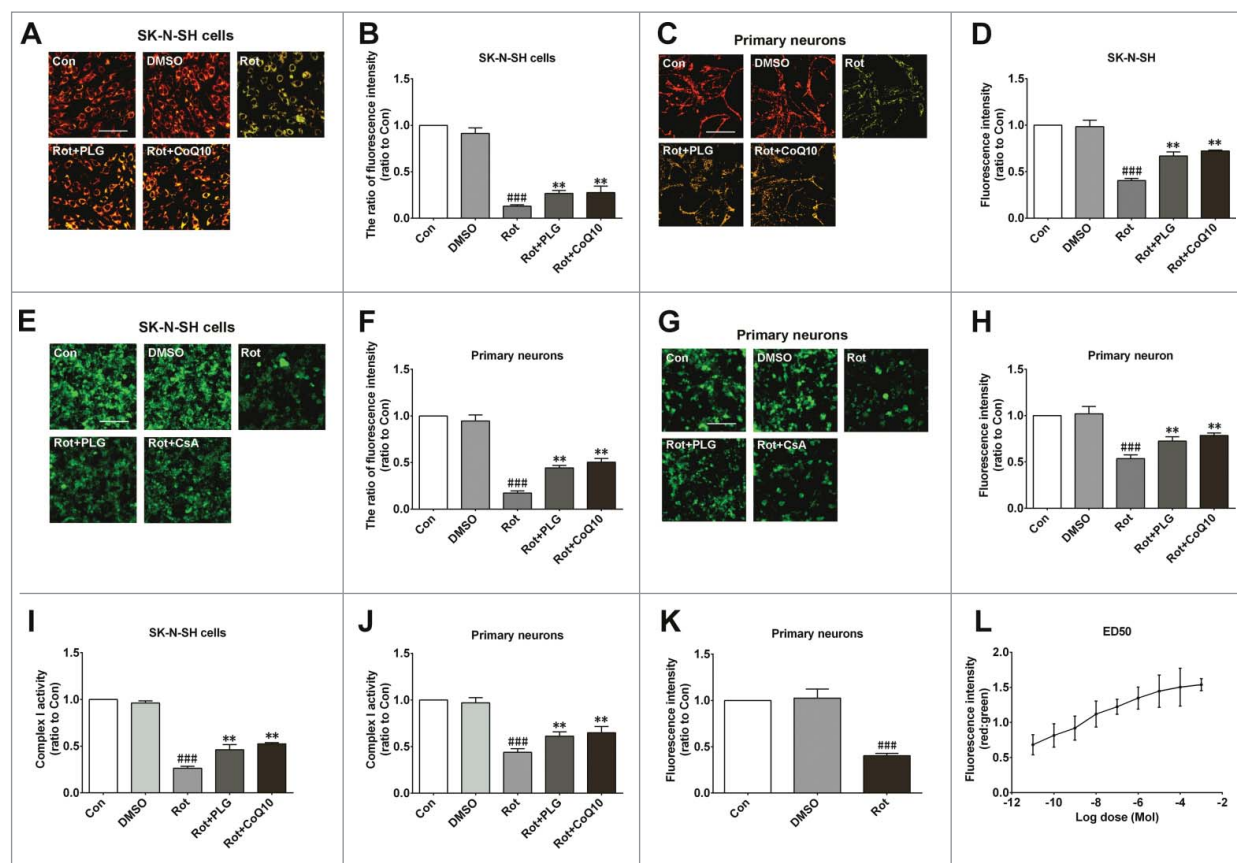 A
SK-N-SH cells
Con
DMSO
Rot
Rot+PLG
Rot+CoQ10
B
SK-N-SH cells
The ratio of fluorescence intensity
(ratio to Con)
1.5
1.0
0.5
0.0
###
**
**
Con
DMSO
Rot
Rot+PLG
Rot+CoQ10
C
Primary neurons
Con
DMSO
Rot
Rot+PLG
Rot+CoQ10
D
SK-N-SH
Fluorescence intensity
(ratio to Con)
1.5
1.0
0.5
0.0
###
**
**
Con
DMSO
Rot
Rot+PLG
Rot+CoQ10
E
SK-N-SH cells
Con
DMSO
Rot
Rot+PLG
Rot+CsA
F
Primary neurons
The ratio of fluorescence intensity
(ratio to Con)
1.5
1.0
0.5
0.0
###
**
**
Con
DMSO
Rot
Rot+PLG
Rot+CoQ10
G
Primary neurons
Con
DMSO
Rot
Rot+PLG
Rot+CsA
H
Primary neuron
Fluorescence intensity
(ratio to Con)
1.5
1.0
0.5
0.0
###
**
**
Con
DMSO
Rot
Rot+PLG
Rot+CoQ10
I
SK-N-SH cells
Complex I activity
(ratio to Con)
1.5
1.0
0.5
0.0
###
**
**
Con
DMSO
Rot
Rot+PLG
Rot+CoQ10
J
Primary neurons
Complex I activity
(ratio to Con)
1.5
1.0
0.5
0.0
###
**
**
Con
DMSO
Rot
Rot+PLG
Rot+CoQ10
K
Primary neurons
Fluorescence intensity
(ratio to Con)
1.5
1.0
0.5
0.0
###
Con
DMSO
Rot
L
ED50
Fluorescence intensity
(red:green)
2.0
1.5
1.0
0.5
0.0
-12 -10 -8 -6 -4 -2
Log dose (Mol)